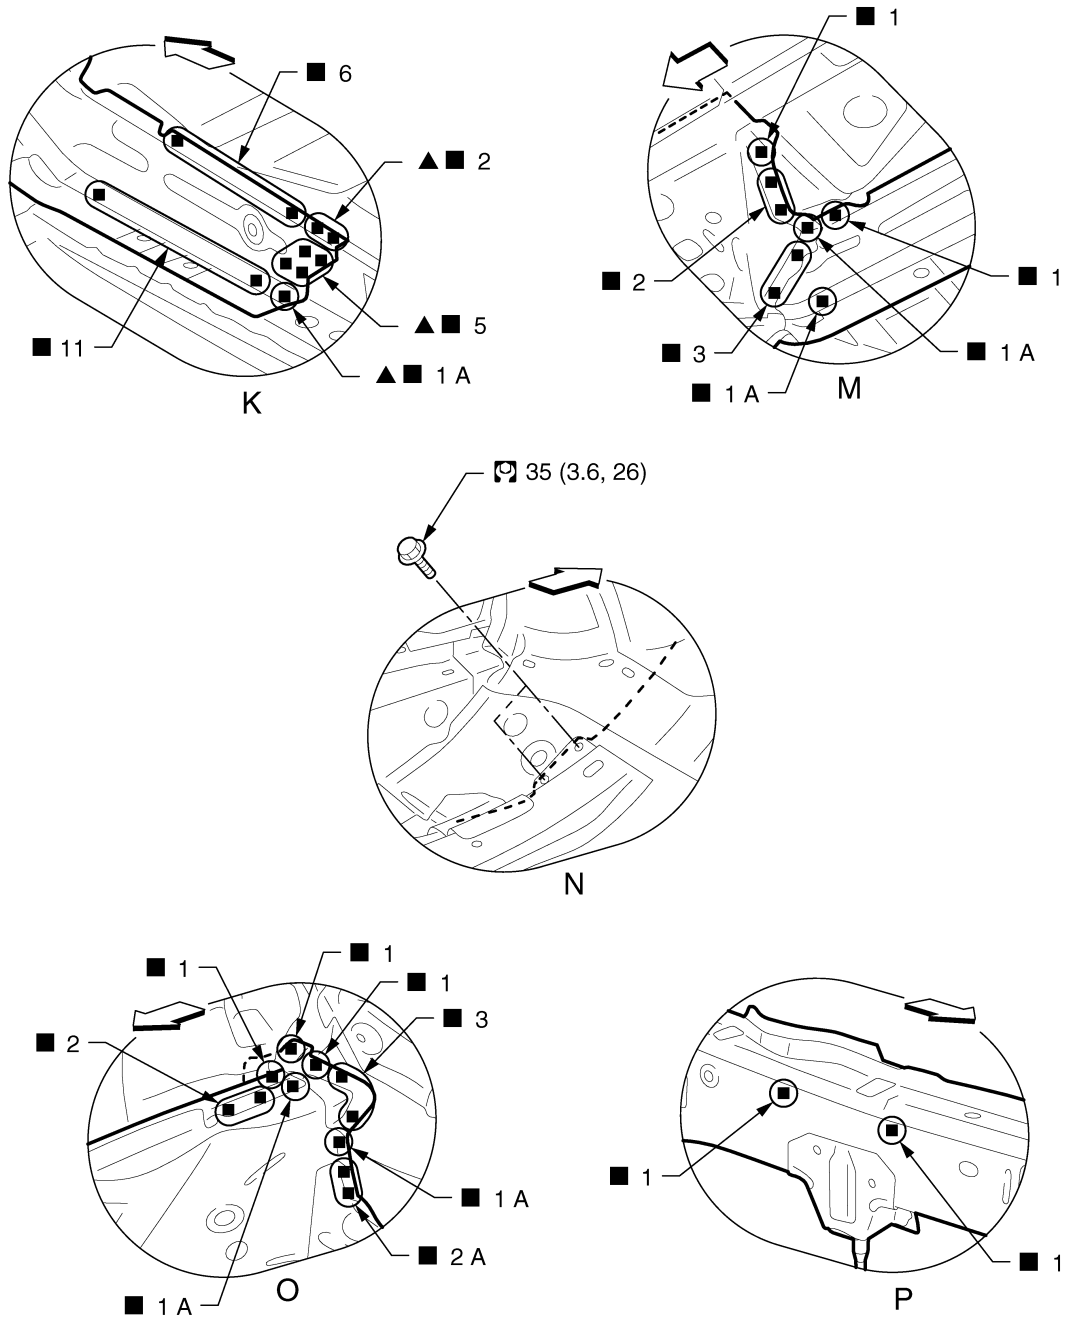 ■ 6
▲ ■ 2
▲ ■ 5
■ 11
▲ ■ 1 A
K
■ 1
■ 2
■ 1
■ 3
■ 1 A
■ 1 A
M
35 (3.6, 26)
N
■ 1
■ 1
■ 1
■ 3
■ 2
■ 1 A
■ 2 A
■ 1 A
O
■ 1
■ 1
P